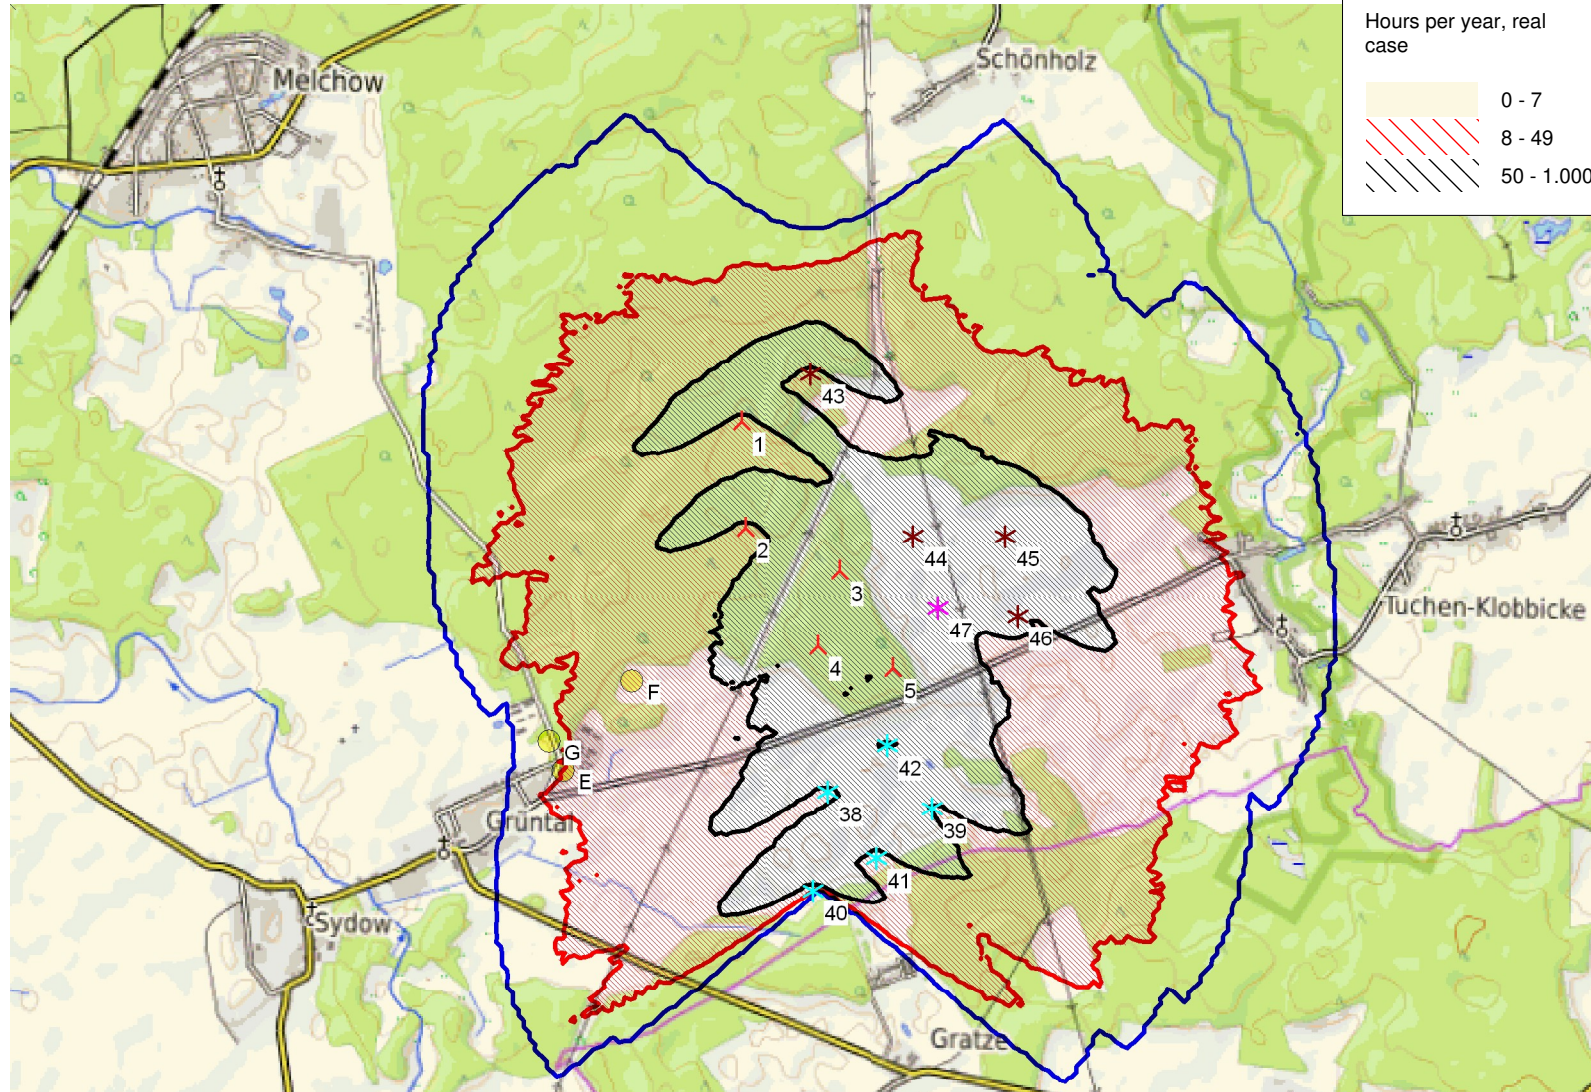 Hours per year, real
case
0 - 7
8 - 49
50 - 1.000
Schönholz
Melchow
43
1
2
44
45
3
47
46
4
5
F
G
E
42
38
39
Grüntal
41
40
Sydow
Gratze
Tuchen-Klobbicke